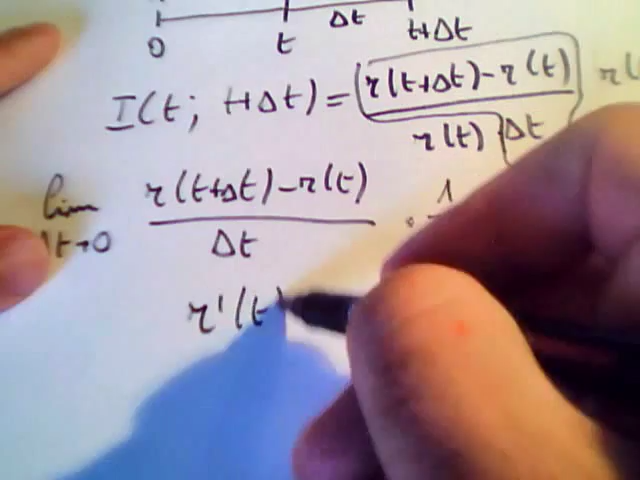 Δt
0 t t+Δt
I(t; t+Δt) = r(t+Δt)-r(t) / r(t) Δt
lim Δt→0 r(t+Δt)-r(t) / Δt · 1
r'(t)